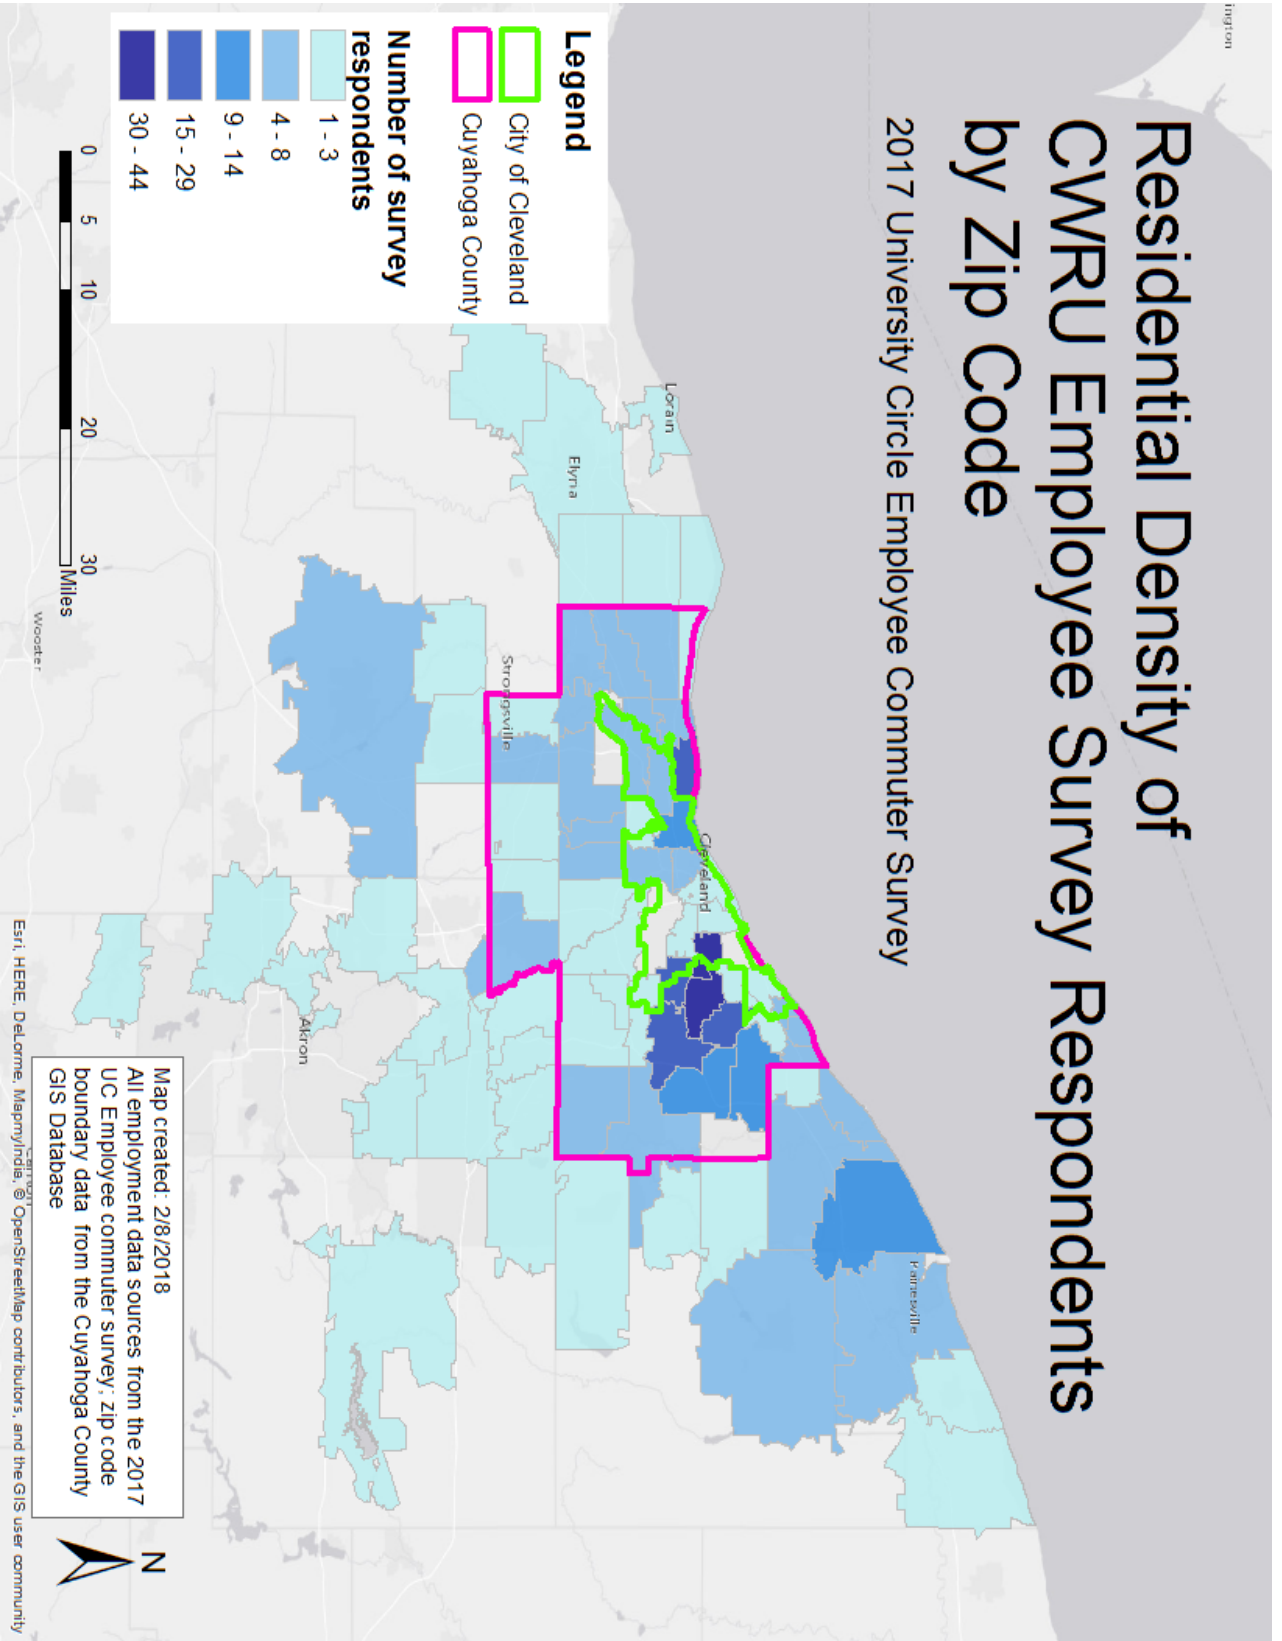 Residential Density of
CWRU Employee Survey Respondents
by Zip Code
2017 University Circle Employee Commuter Survey
ington
Legend
City of Cleveland
Cuyahoga County
Number of survey
respondents
1 - 3
4 - 8
9 - 14
15 - 29
30 - 44
0 5 10 20 30
Miles
Lorain
Elyria
Strongsville
Cleveland
Painesville
Akron
Wooster
Canton
Map created: 2/8/2018
All employment data sources from the 2017
UC Employee commuter survey; zip code
boundary data from the Cuyahoga County
GIS Database
N
Esri, HERE, DeLorme, MapmyIndia, © OpenStreetMap contributors, and the GIS user community